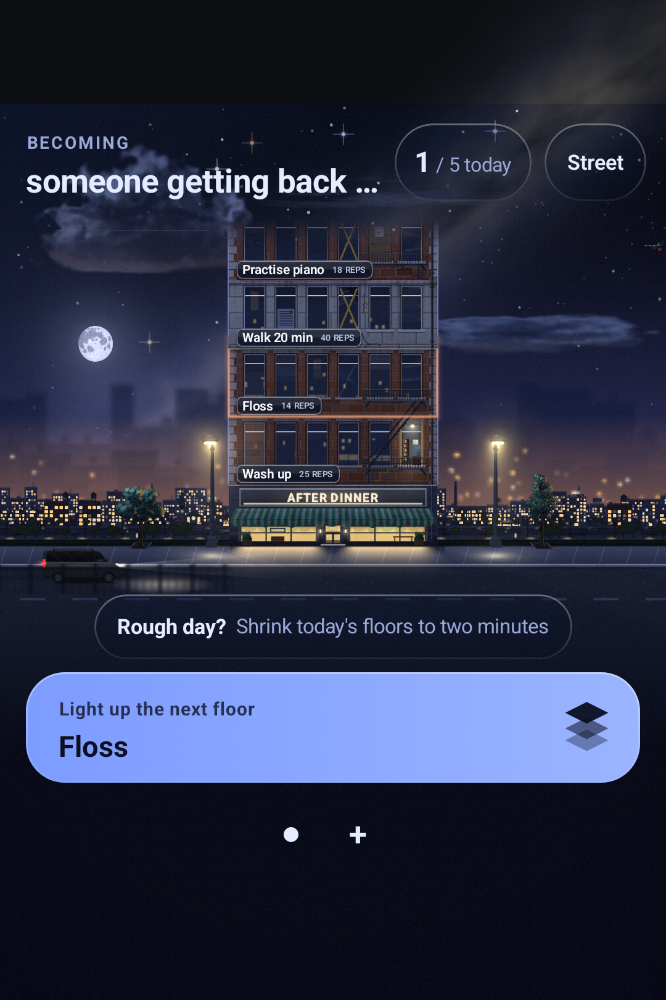 BECOMING
someone getting back ...
1 / 5 today
Street
Practise piano 18 REPS
Walk 20 min 40 REPS
Floss 14 REPS
Wash up 25 REPS
AFTER DINNER
Rough day? Shrink today's floors to two minutes
Light up the next floor
Floss